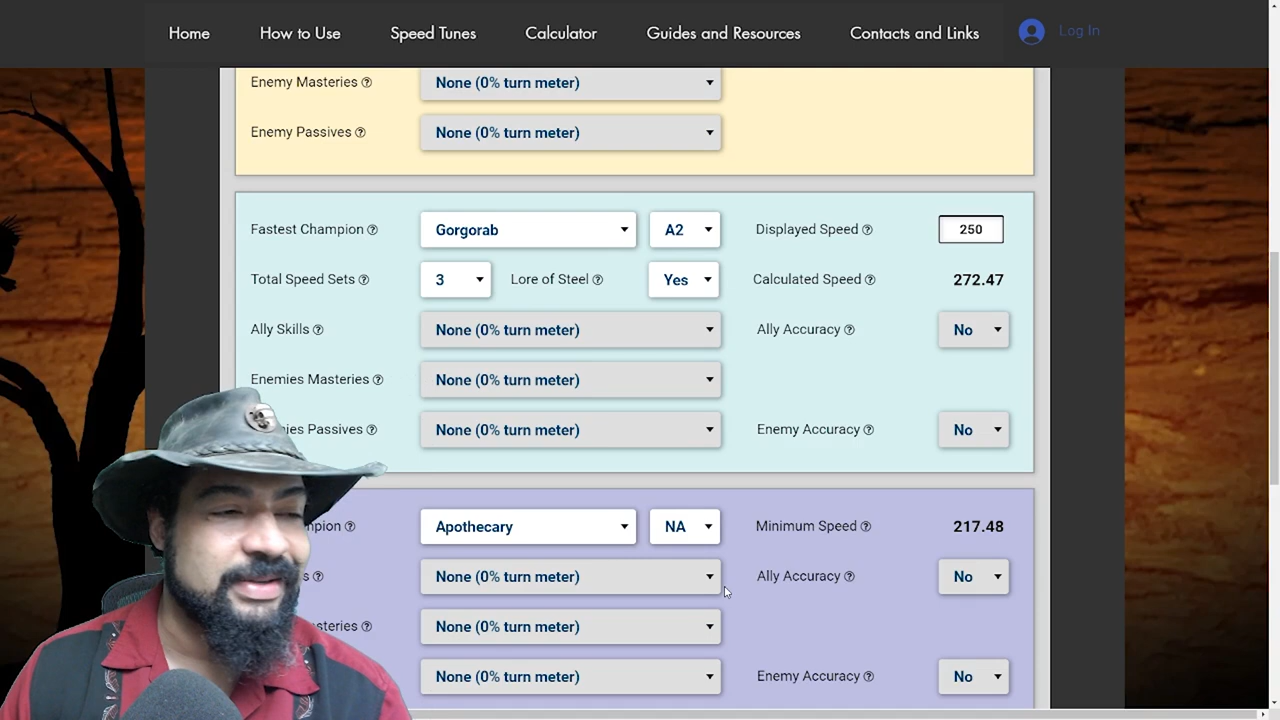 Home How to Use Speed Tunes Calculator Guides and Resources Contacts and Links Log In
Enemy Masteries None (0% turn meter)
Enemy Passives None (0% turn meter)
Fastest Champion Gorgorab A2 Displayed Speed 250
Total Speed Sets 3 Lore of Steel Yes Calculated Speed 272.47
Ally Skills None (0% turn meter) Ally Accuracy No
Enemies Masteries None (0% turn meter)
nies Passives None (0% turn meter) Enemy Accuracy No
mpion Apothecary NA Minimum Speed 217.48
s None (0% turn meter) Ally Accuracy No
asteries None (0% turn meter)
None (0% turn meter) Enemy Accuracy No